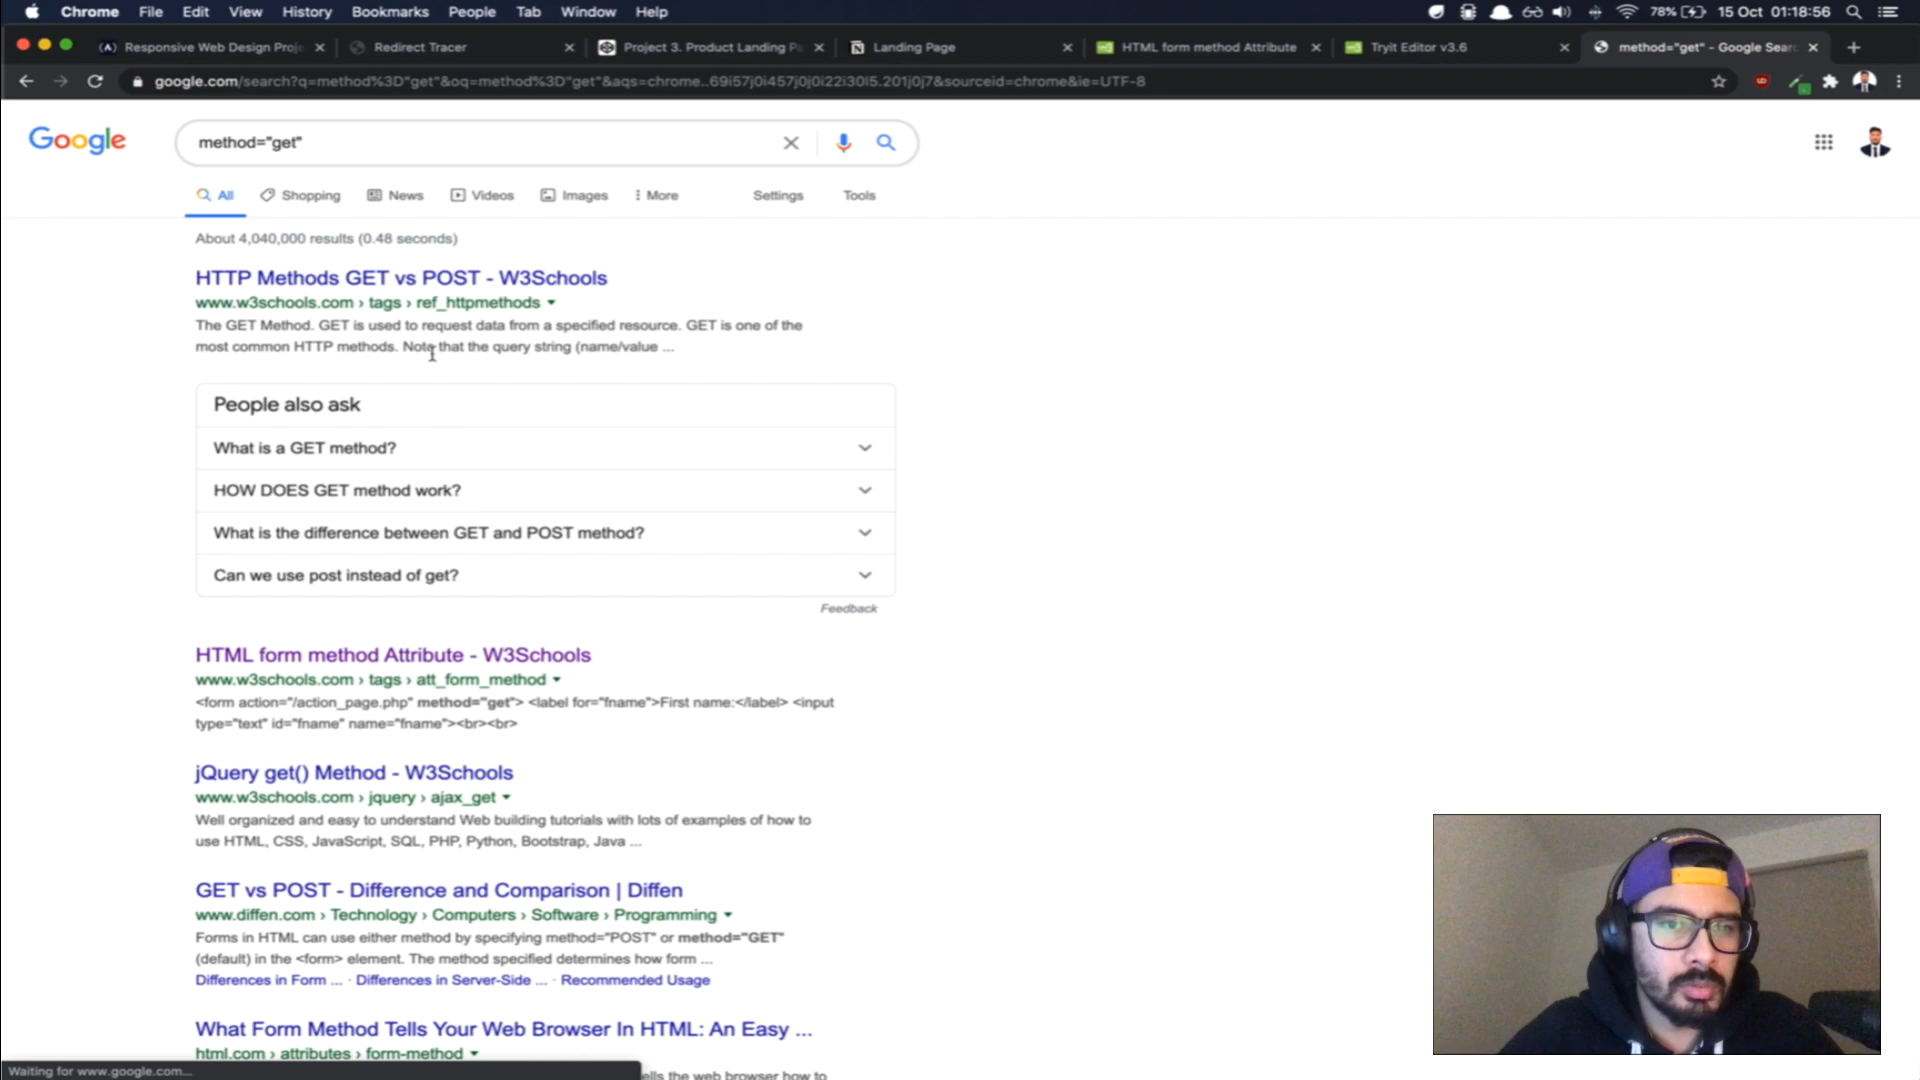 Chrome File Edit View History Bookmarks People Tab Window Help 78% 15 Oct 01:18:56
(A) Responsive Web Design Proj Redirect Tracer Project 3. Product Landing Pa Landing Page HTML form method Attribute Tryit Editor v3.6 method="get" - Google Sear
google.com/search?q=method%3D"get"&oq=method%3D"get"&aqs=chrome..69i57j0i457j0j0i22i30l5.201j0j7&sourceid=chrome&ie=UTF-8
Google method="get"
All Shopping News Videos Images More Settings Tools
About 4,040,000 results (0.48 seconds)
HTTP Methods GET vs POST - W3Schools
www.w3schools.com › tags › ref_httpmethods
The GET Method. GET is used to request data from a specified resource. GET is one of the
most common HTTP methods. Note that the query string (name/value ...
People also ask
What is a GET method?
HOW DOES GET method work?
What is the difference between GET and POST method?
Can we use post instead of get?
Feedback
HTML form method Attribute - W3Schools
www.w3schools.com › tags › att_form_method
<form action="/action_page.php" method="get"> <label for="fname">First name:</label> <input
type="text" id="fname" name="fname"><br><br>
jQuery get() Method - W3Schools
www.w3schools.com › jquery › ajax_get
Well organized and easy to understand Web building tutorials with lots of examples of how to
use HTML, CSS, JavaScript, SQL, PHP, Python, Bootstrap, Java ...
GET vs POST - Difference and Comparison | Diffen
www.diffen.com › Technology › Computers › Software › Programming
Forms in HTML can use either method by specifying method="POST" or method="GET"
(default) in the <form> element. The method specified determines how form ...
Differences in Form ... · Differences in Server-Side ... · Recommended Usage
What Form Method Tells Your Web Browser In HTML: An Easy ...
html.com › attributes › form-method
Waiting for www.google.com... ells the web browser how to